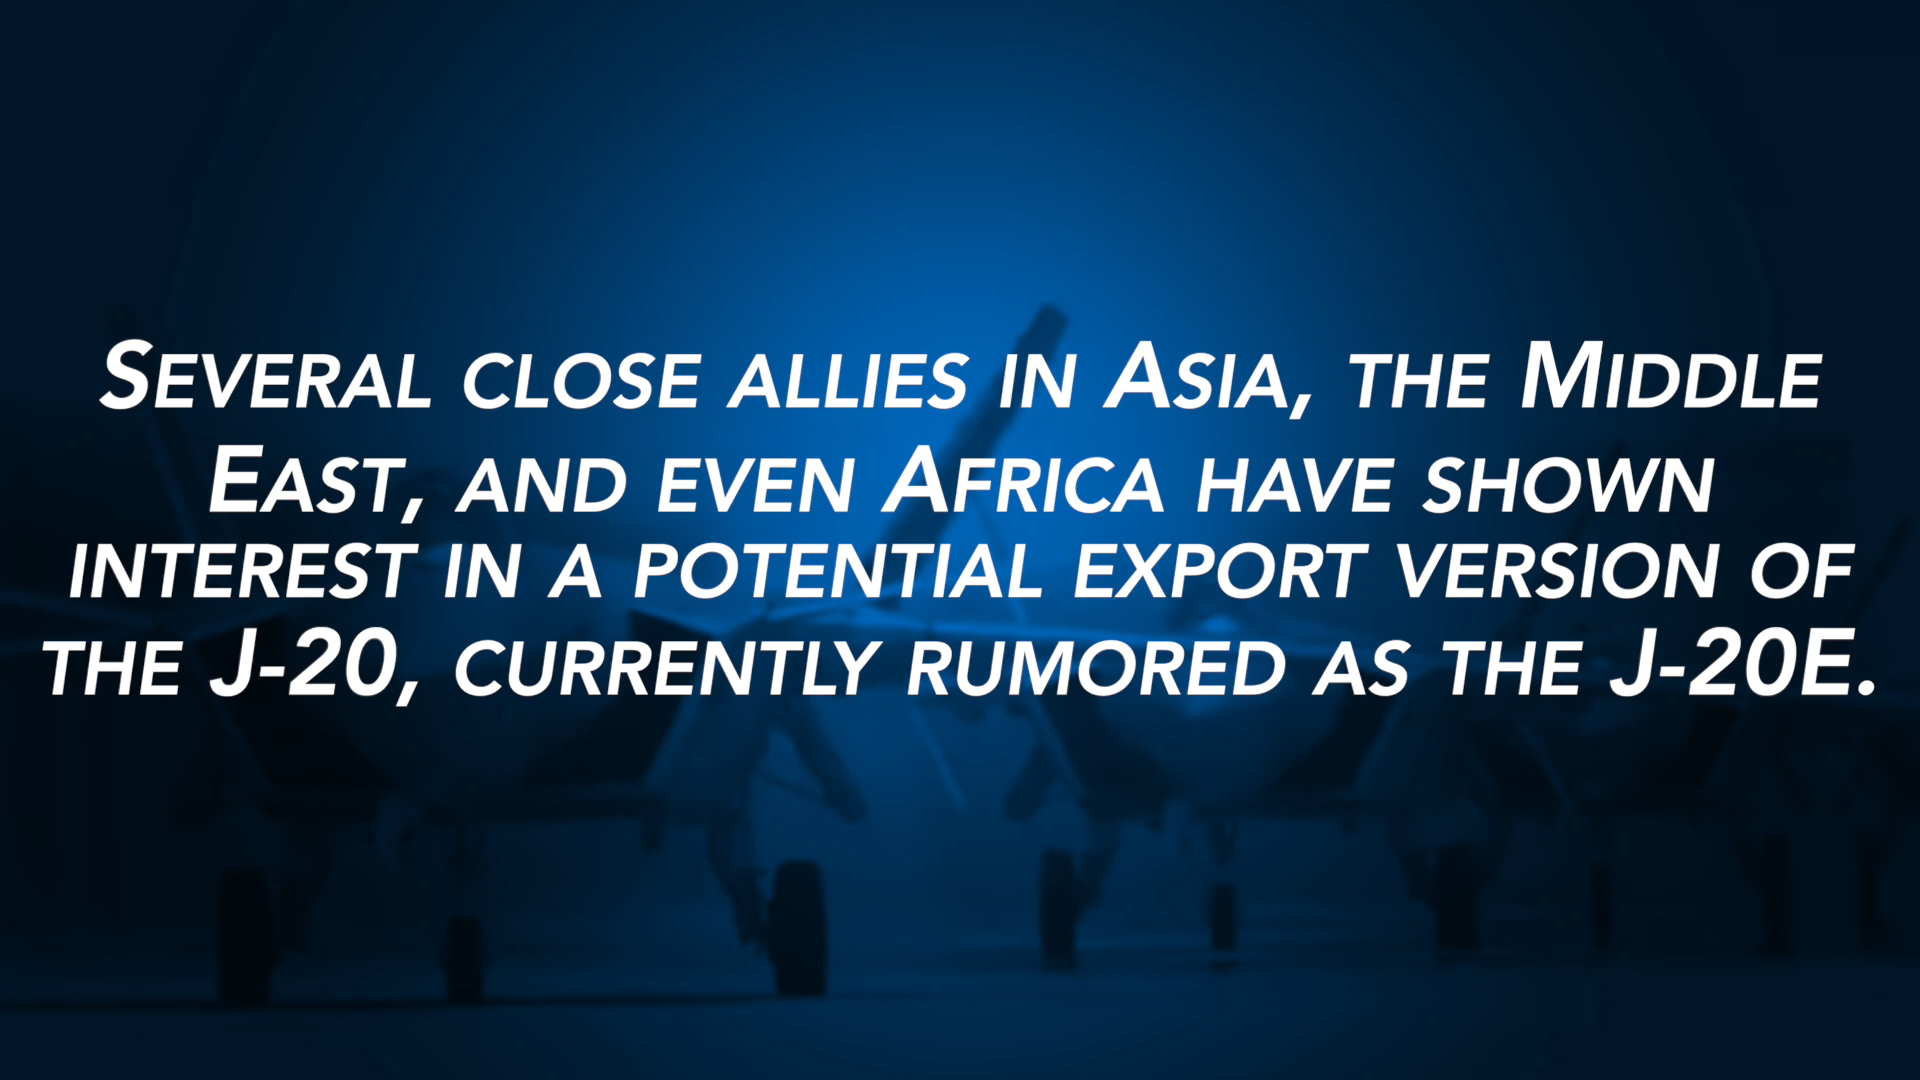 Several close allies in Asia, the Middle
East, and even Africa have shown
interest in a potential export version of
the J-20, currently rumored as the J-20E.